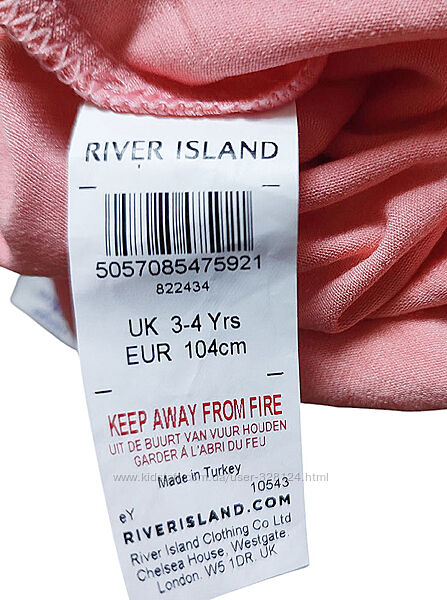 RIVER ISLAND
5057085475921
822434
UK 3-4 Yrs
EUR 104cm
KEEP AWAY FROM FIRE
UIT DE BUURT VAN VUUR HOUDEN
GARDER À L'ABRI DU FEU
Made in Turkey
10543
eY
RIVERISLAND.COM
River Island Clothing Co Ltd
Chelsea House, Westgate.
London. W5 1DR. UK